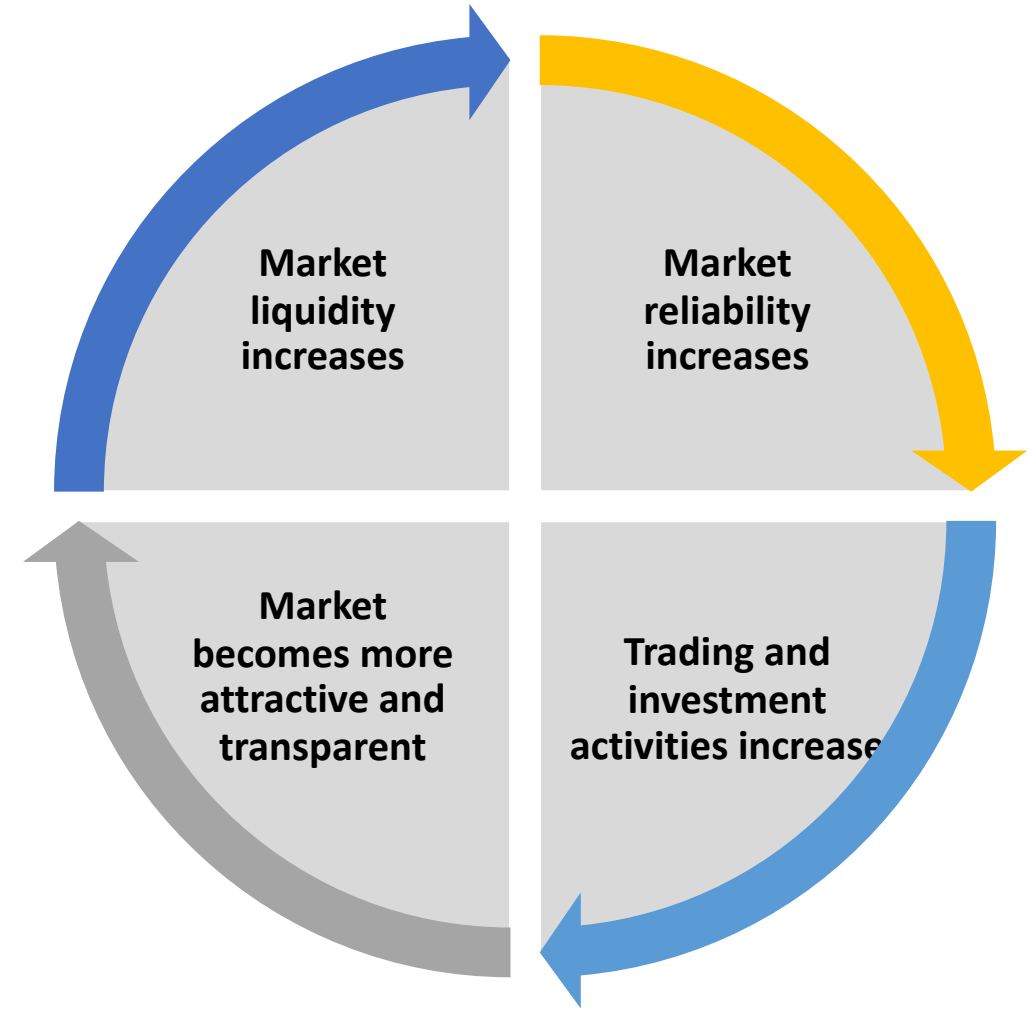 Market
liquidity
increases
Market
reliability
increases
Market
becomes more
attractive and
transparent
Trading and
investment
activities increase